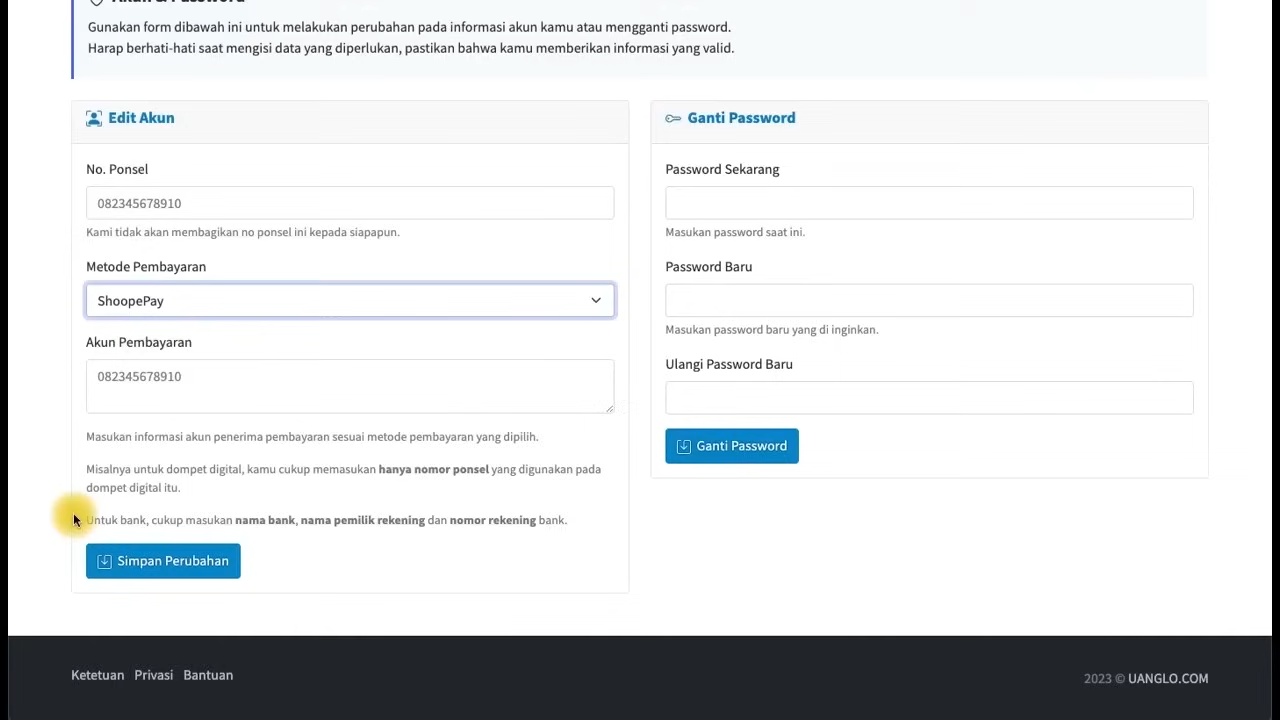 Akun & Password
Gunakan form dibawah ini untuk melakukan perubahan pada informasi akun kamu atau mengganti password.
Harap berhati-hati saat mengisi data yang diperlukan, pastikan bahwa kamu memberikan informasi yang valid.
Edit Akun
No. Ponsel
082345678910
Kami tidak akan membagikan no ponsel ini kepada siapapun.
Metode Pembayaran
ShoopePay
Akun Pembayaran
082345678910
Masukan informasi akun penerima pembayaran sesuai metode pembayaran yang dipilih.
Misalnya untuk dompet digital, kamu cukup memasukan hanya nomor ponsel yang digunakan pada
dompet digital itu.
Untuk bank, cukup masukan nama bank, nama pemilik rekening dan nomor rekening bank.
Simpan Perubahan
Ganti Password
Password Sekarang
Masukan password saat ini.
Password Baru
Masukan password baru yang di inginkan.
Ulangi Password Baru
Ganti Password
Ketetuan Privasi Bantuan
2023 © UANGLO.COM